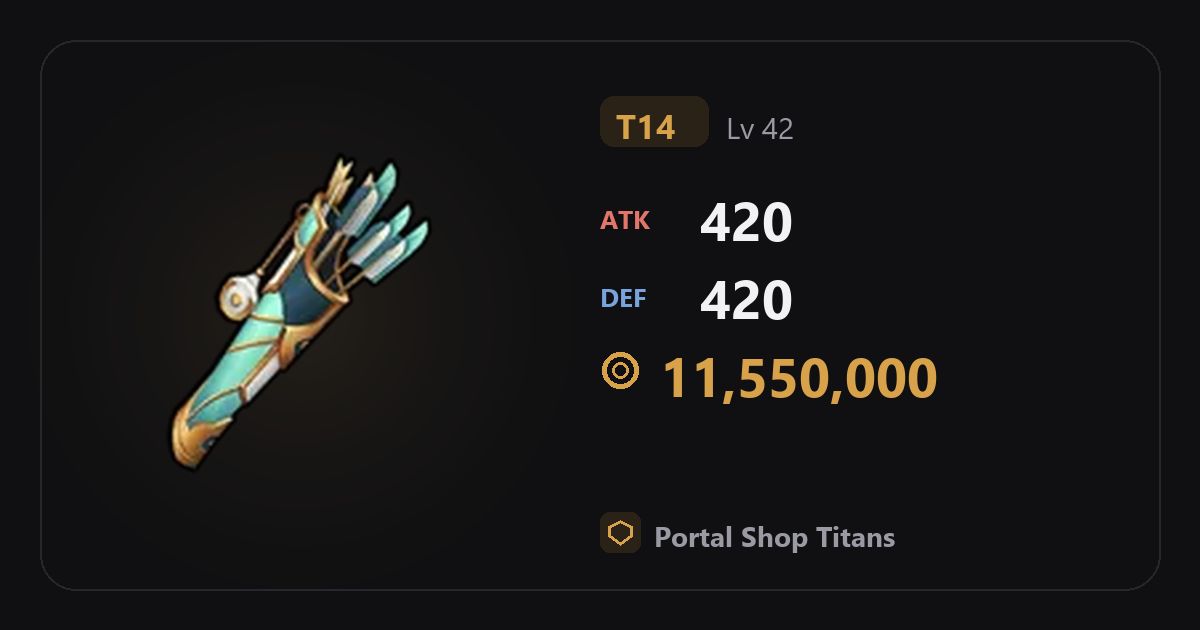 T14 Lv 42
ATK 420
DEF 420
11,550,000
Portal Shop Titans